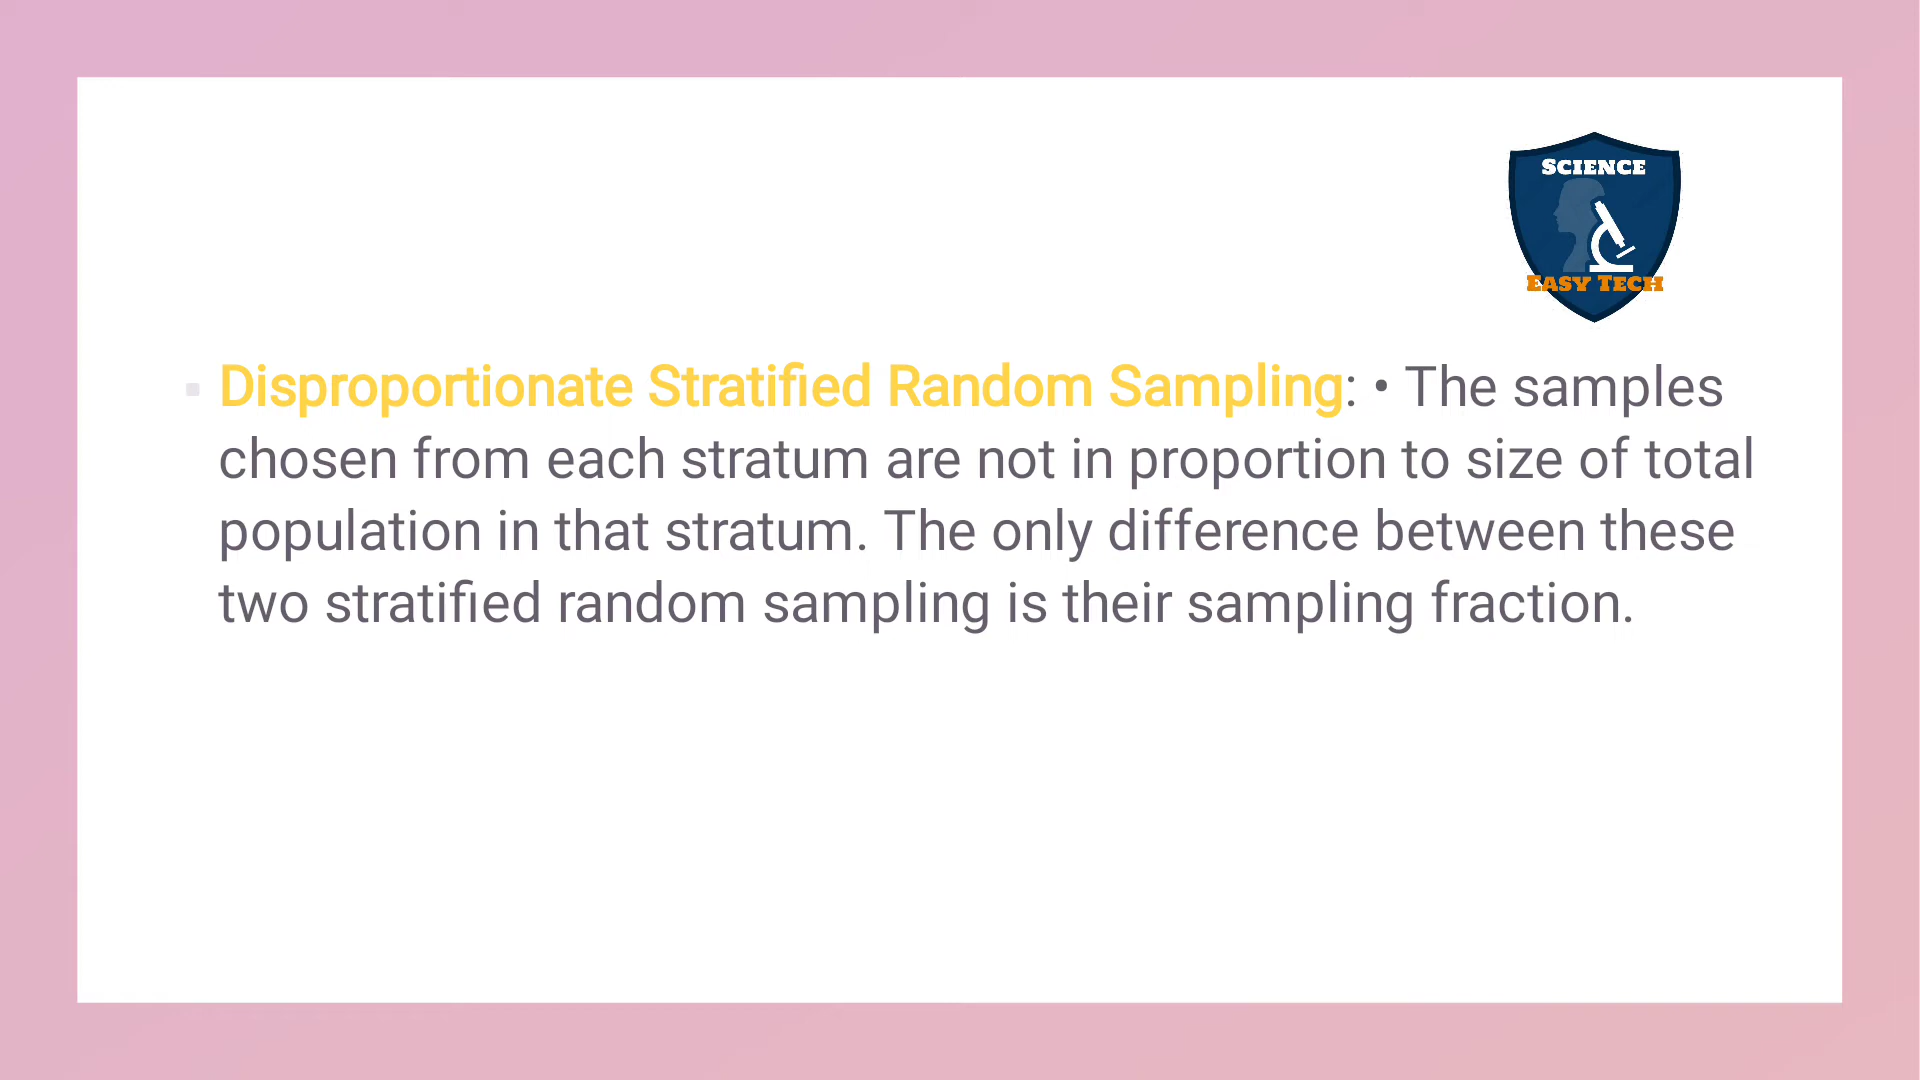 SCIENCE
EASY TECH
Disproportionate Stratified Random Sampling: • The samples
chosen from each stratum are not in proportion to size of total
population in that stratum. The only difference between these
two stratified random sampling is their sampling fraction.